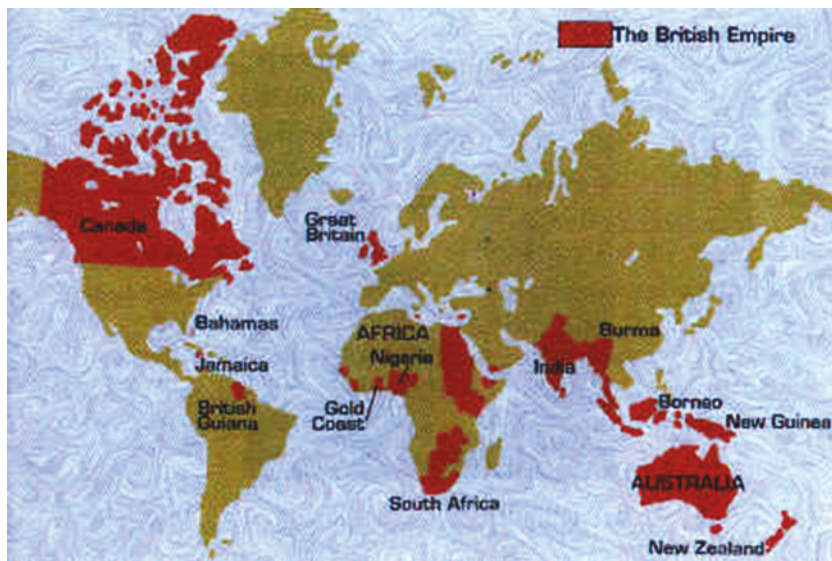 The British Empire
Canada
Great
Britain
Bahamas
AFRICA
Burma
Nigeria
Jamaica
India
British
Guiana
Gold
Coast
Borneo
New Guinea
South Africa
AUSTRALIA
New Zealand